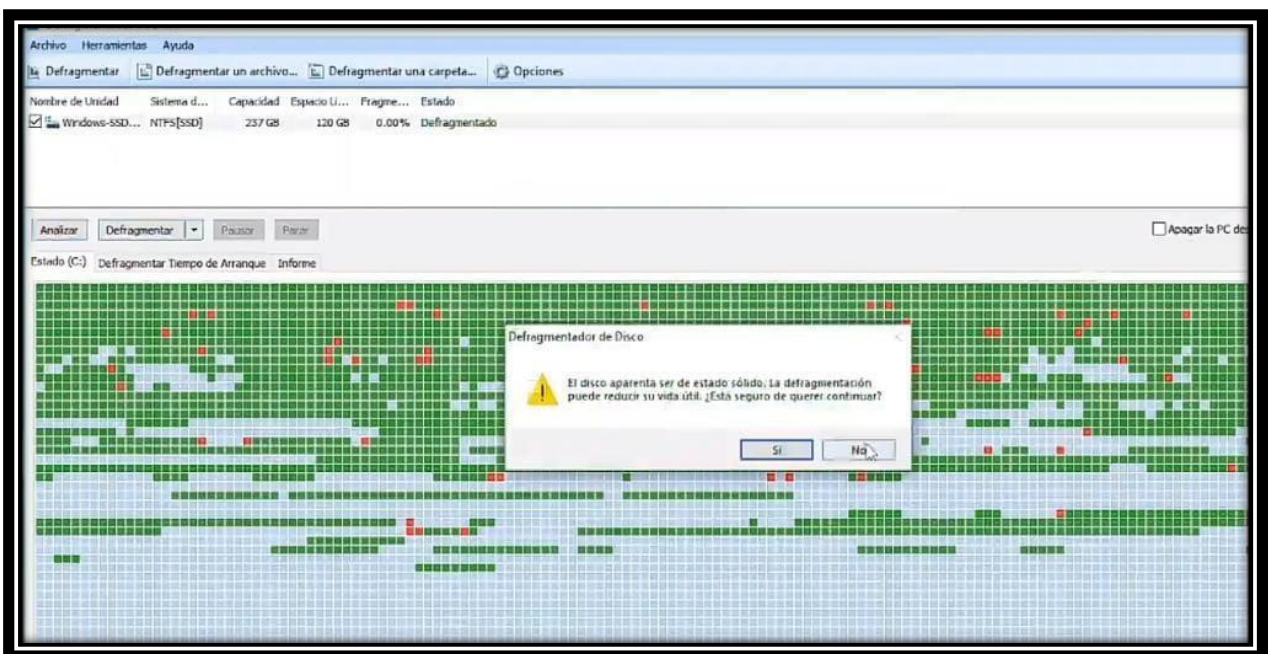 Archivo Herramientas Ayuda
Defragmentar Defragmentar un archivo... Defragmentar una carpeta... Opciones
Nombre de Unidad Sistema d... Capacidad Espacio Li... Fragme... Estado
Windows-SSD... NTFS[SSD] 237 GB 120 GB 0.00% Defragmentado
Analizar Defragmentar Pausar Parar Apagar la PC des
Estado (C:) Defragmentar Tiempo de Arranque Informe
Defragmentador de Disco
El disco aparenta ser de estado sólido. La defragmentación
puede reducir su vida útil. ¿Está seguro de querer continuar?
Sí No